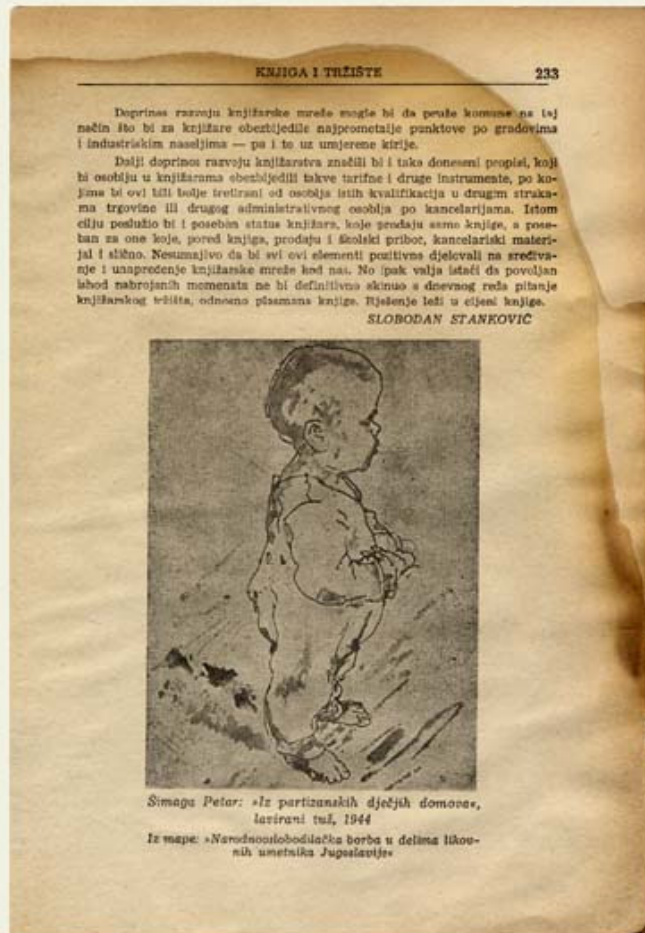 KNJIGA I TRŽIŠTE 233
Doprinos razvoju knjižarske mreže mogle bi da pruže komune na taj
način što bi za knjižare obezbijedile najprometnije punktove po gradovima
i industriskim naseljima — pa i to uz umjerene kirije.
Dalji doprinos razvoju knjižarstva značili bi i tako doneseni propisi, koji
bi osoblju u knjižarama obezbijedili takve tarifne i druge instrumente, po ko-
jima bi ovi bili bolje tretirani od osoblja istih kvalifikacija u drugim struka-
ma trgovine ili drugog administrativnog osoblja po kancelarijama. Istom
cilju poslužio bi i poseban status knjižara, koje prodaju samo knjige, a pose-
ban za one koje, pored knjiga, prodaju i školski pribor, kancelariski materi-
jal i slično. Nesumnjivo da bi svi ovi elementi pozitivno djelovali na sređiva-
nje i unapređenje knjižarske mreže kod nas. No ipak valja istaći da povoljan
ishod nabrojanih momenata ne bi definitivno skinuo s dnevnog reda pitanje
knjižarskog tržišta, odnosno plasmana knjige. Rješenje leži u cijeni knjige.
SLOBODAN STANKOVIĆ
Šimaga Petar: »Iz partizanskih dječjih domova«,
lavirani tuš, 1944
Iz mape: »Narodnooslobodilačka borba u delima likov-
nih umetnika Jugoslavije«